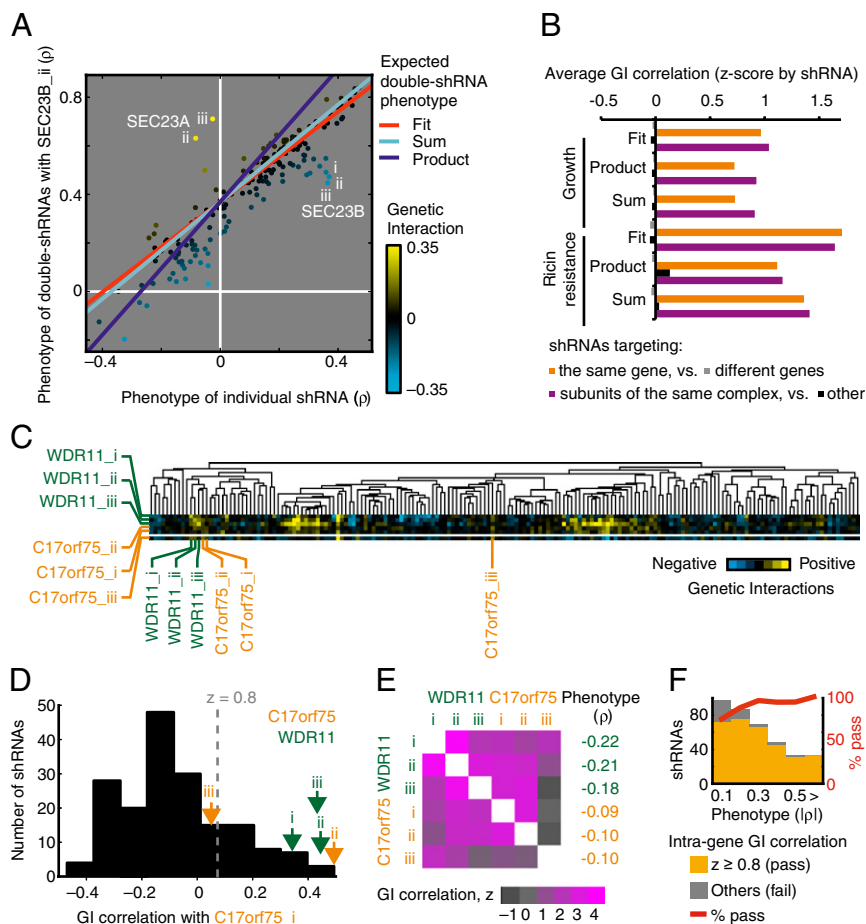 A
Phenotype of double-shRNAs with SEC23B_ii (ρ)
0.8
0.4
0
−0.4
0
0.4
Phenotype of individual shRNA (ρ)
SEC23A
iii
ii
i
ii
iii
SEC23B
Expected
double-shRNA
phenotype
Fit
Sum
Product
Genetic
Interaction
0.35
−0.35
B
Average GI correlation (z-score by shRNA)
-0.5
0
0.5
1
1.5
Growth
Fit
Product
Sum
Ricin
resistance
Fit
Product
Sum
shRNAs targeting:
the same gene, vs.
different genes
subunits of the same complex, vs.
other
C
WDR11_i
WDR11_ii
WDR11_iii
C17orf75_ii
C17orf75_i
C17orf75_iii
WDR11_i
WDR11_ii
WDR11_iii
C17orf75_ii
C17orf75_i
C17orf75_iii
Negative
Positive
Genetic Interactions
D
Number of shRNAs
50
40
30
20
10
0
z = 0.8
C17orf75
WDR11
iii
i
iii
ii
ii
−0.4
−0.2
0
0.2
0.4
GI correlation with C17orf75_i
E
WDR11 C17orf75
Phenotype
(ρ)
i ii iii i ii iii
WDR11
C17orf75
i -0.22
ii -0.21
iii -0.18
i -0.09
ii -0.10
iii -0.10
GI correlation, z
−1 0 1 2 3 4
F
shRNAs
80
40
0
100
50
0
% pass
0.1 0.3 0.5 >
Phenotype (|ρ|)
Intra-gene GI correlation
z ≥ 0.8 (pass)
Others (fail)
% pass